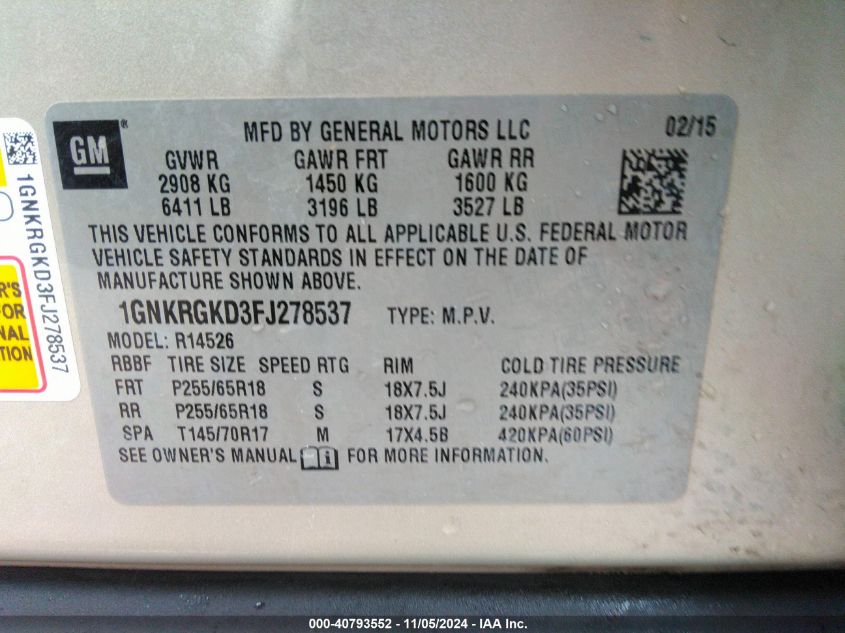 GM®
MFD BY GENERAL MOTORS LLC 02/15
GVWR GAWR FRT GAWR RR
2908 KG 1450 KG 1600 KG
6411 LB 3196 LB 3527 LB
THIS VEHICLE CONFORMS TO ALL APPLICABLE U.S. FEDERAL MOTOR
VEHICLE SAFETY STANDARDS IN EFFECT ON THE DATE OF
MANUFACTURE SHOWN ABOVE.
1GNKRGKD3FJ278537 TYPE: M.P.V.
MODEL: R14526
RBBF TIRE SIZE SPEED RTG RIM COLD TIRE PRESSURE
FRT P255/65R18 S 18X7.5J 240KPA(35PSI)
RR P255/65R18 S 18X7.5J 240KPA(35PSI)
SPA T145/70R17 M 17X4.5B 420KPA(60PSI)
SEE OWNER'S MANUAL i FOR MORE INFORMATION.
1GNKRGKD3FJ278537
R'S
FOR
NAL
TION
000-40793552 — 11/05/2024 — IAA Inc.